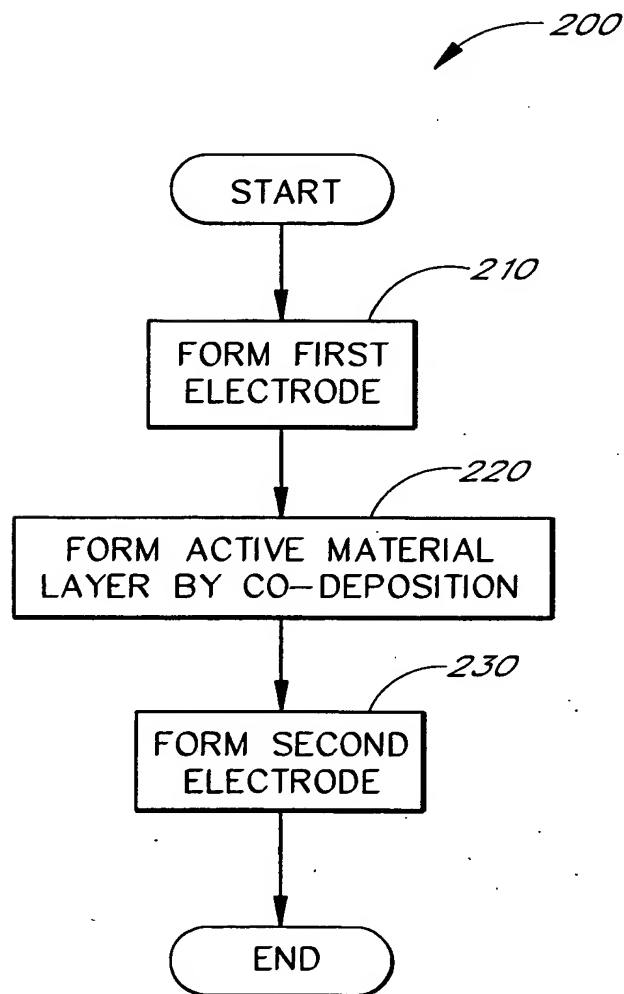 200
START
210
FORM FIRST
ELECTRODE
220
FORM ACTIVE MATERIAL
LAYER BY CO-DEPOSITION
230
FORM SECOND
ELECTRODE
END